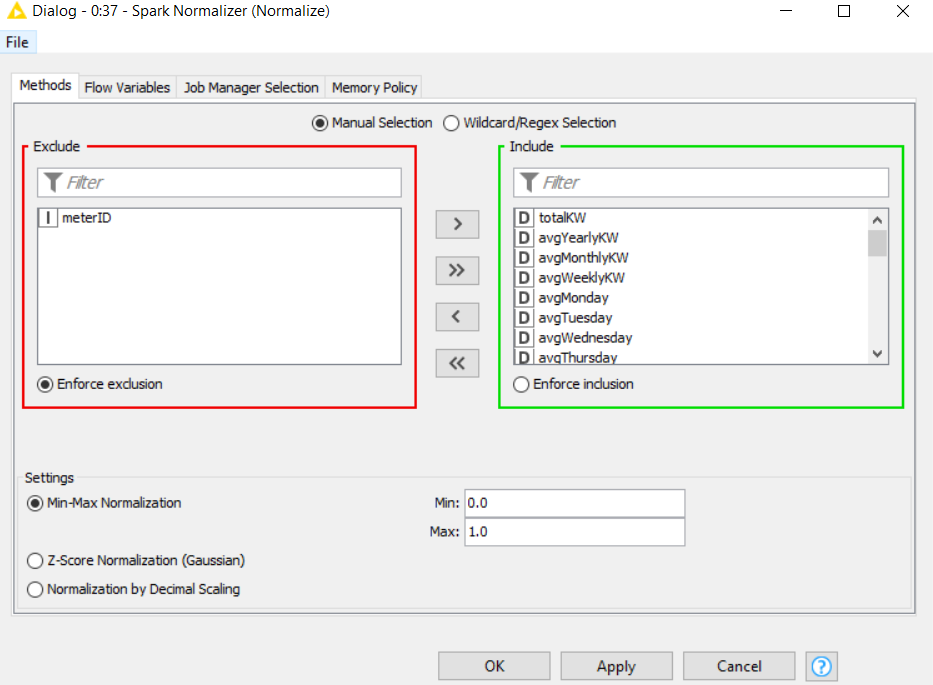 Dialog - 0:37 - Spark Normalizer (Normalize)
File
Methods Flow Variables Job Manager Selection Memory Policy
Manual Selection Wildcard/Regex Selection
Exclude
Filter
I meterID
Enforce exclusion
> 
>>
<
<<
Include
Filter
D totalKW
D avgYearlyKW
D avgMonthlyKW
D avgWeeklyKW
D avgMonday
D avgTuesday
D avgWednesday
D avgThursday
Enforce inclusion
Settings
Min-Max Normalization
Min: 0.0
Max: 1.0
Z-Score Normalization (Gaussian)
Normalization by Decimal Scaling
OK Apply Cancel ?